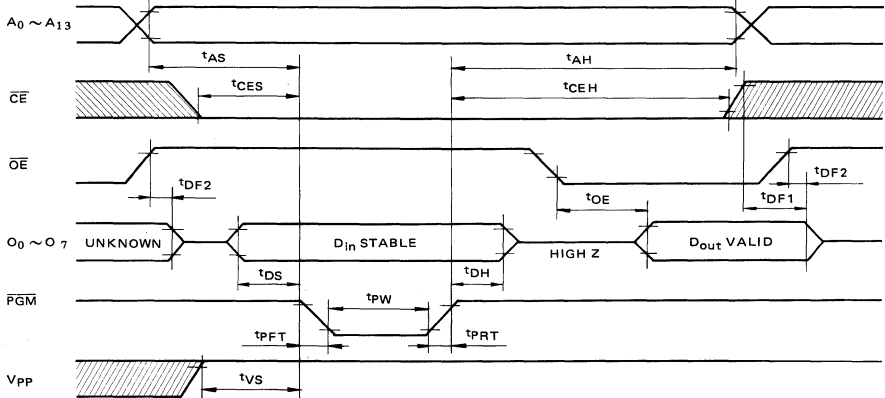 A0 ~ A13
tAS
tAH
tCES
tCEH
CE
OE
tDF2
tOE
tDF2
tDF1
O0 ~ O7
UNKNOWN
Din STABLE
HIGH Z
Dout VALID
tDS
tDH
PGM
tPW
tPFT
tPRT
VPP
tVS